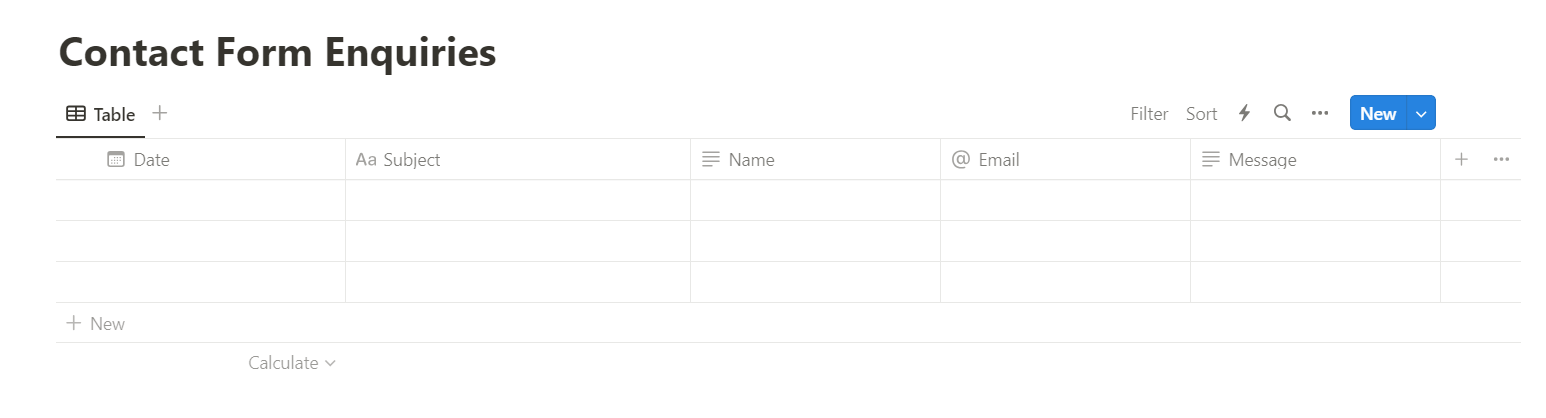 Contact Form Enquiries
Table Filter Sort New
Date Aa Subject Name @ Email Message
New
Calculate